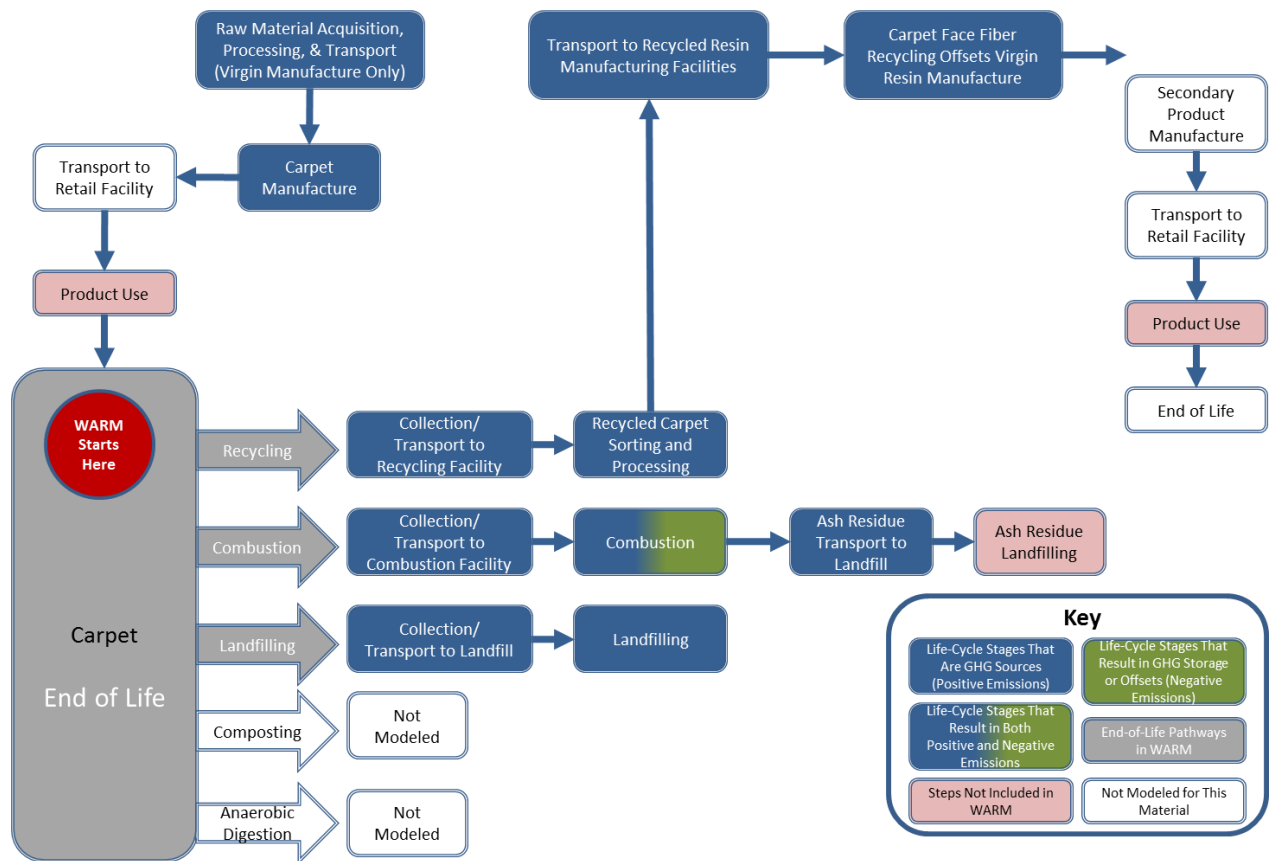 Raw Material Acquisition,
Processing, & Transport
(Virgin Manufacture Only)
Transport to Recycled Resin
Manufacturing Facilities
Carpet Face Fiber
Recycling Offsets Virgin
Resin Manufacture
Secondary
Product
Manufacture
Transport to
Retail Facility
Carpet
Manufacture
Transport to
Retail Facility
Product Use
Product Use
End of Life
WARM
Starts
Here
Carpet
End of Life
Recycling
Collection/
Transport to
Recycling Facility
Recycled Carpet
Sorting and
Processing
Combustion
Collection/
Transport to
Combustion Facility
Combustion
Ash Residue
Transport to
Landfill
Ash Residue
Landfilling
Landfilling
Collection/
Transport to Landfill
Landfilling
Composting
Not
Modeled
Anaerobic
Digestion
Not
Modeled
Key
Life-Cycle Stages That
Are GHG Sources
(Positive Emissions)
Life-Cycle Stages That
Result in GHG Storage
or Offsets (Negative
Emissions)
Life-Cycle Stages That
Result in Both
Positive and Negative
Emissions
End-of-Life Pathways
in WARM
Steps Not Included in
WARM
Not Modeled for This
Material